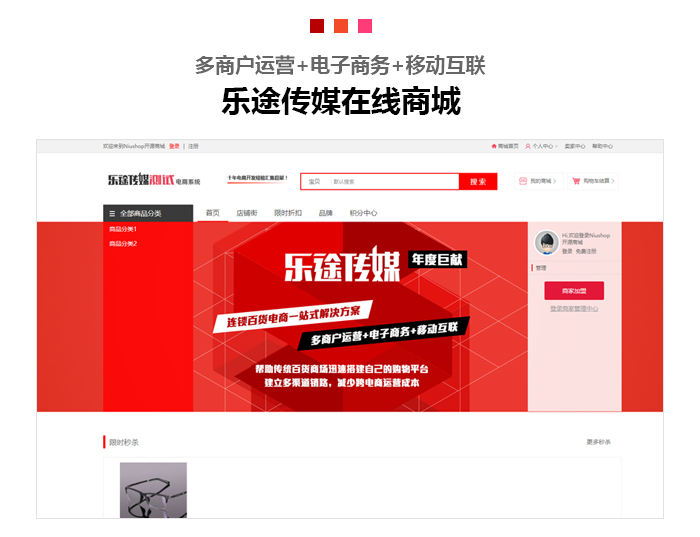 多商户运营+电子商务+移动互联
乐途传媒在线商城
欢迎来到Niushop开源商城 登录 | 注册
商城首页 个人中心 卖家中心 帮助中心
乐途传媒测试电商系统
十年电商开发经验汇集巨献!
宝贝 默认搜索 搜索
我的商城 > 购物车结算 >
全部商品分类 首页 店铺街 限时折扣 品牌 积分中心
商品分类1
商品分类2
乐途传媒 年度巨献
连锁百货电商一站式解决方案
多商户运营+电子商务+移动互联
帮助传统百货商场迅速搭建自己的购物平台
建立多渠道销路,减少跨电商运营成本
Hi,欢迎登录Niushop
开源商城
登录 免费注册
管理
商家加盟
登录商家管理中心
限时秒杀 更多秒杀